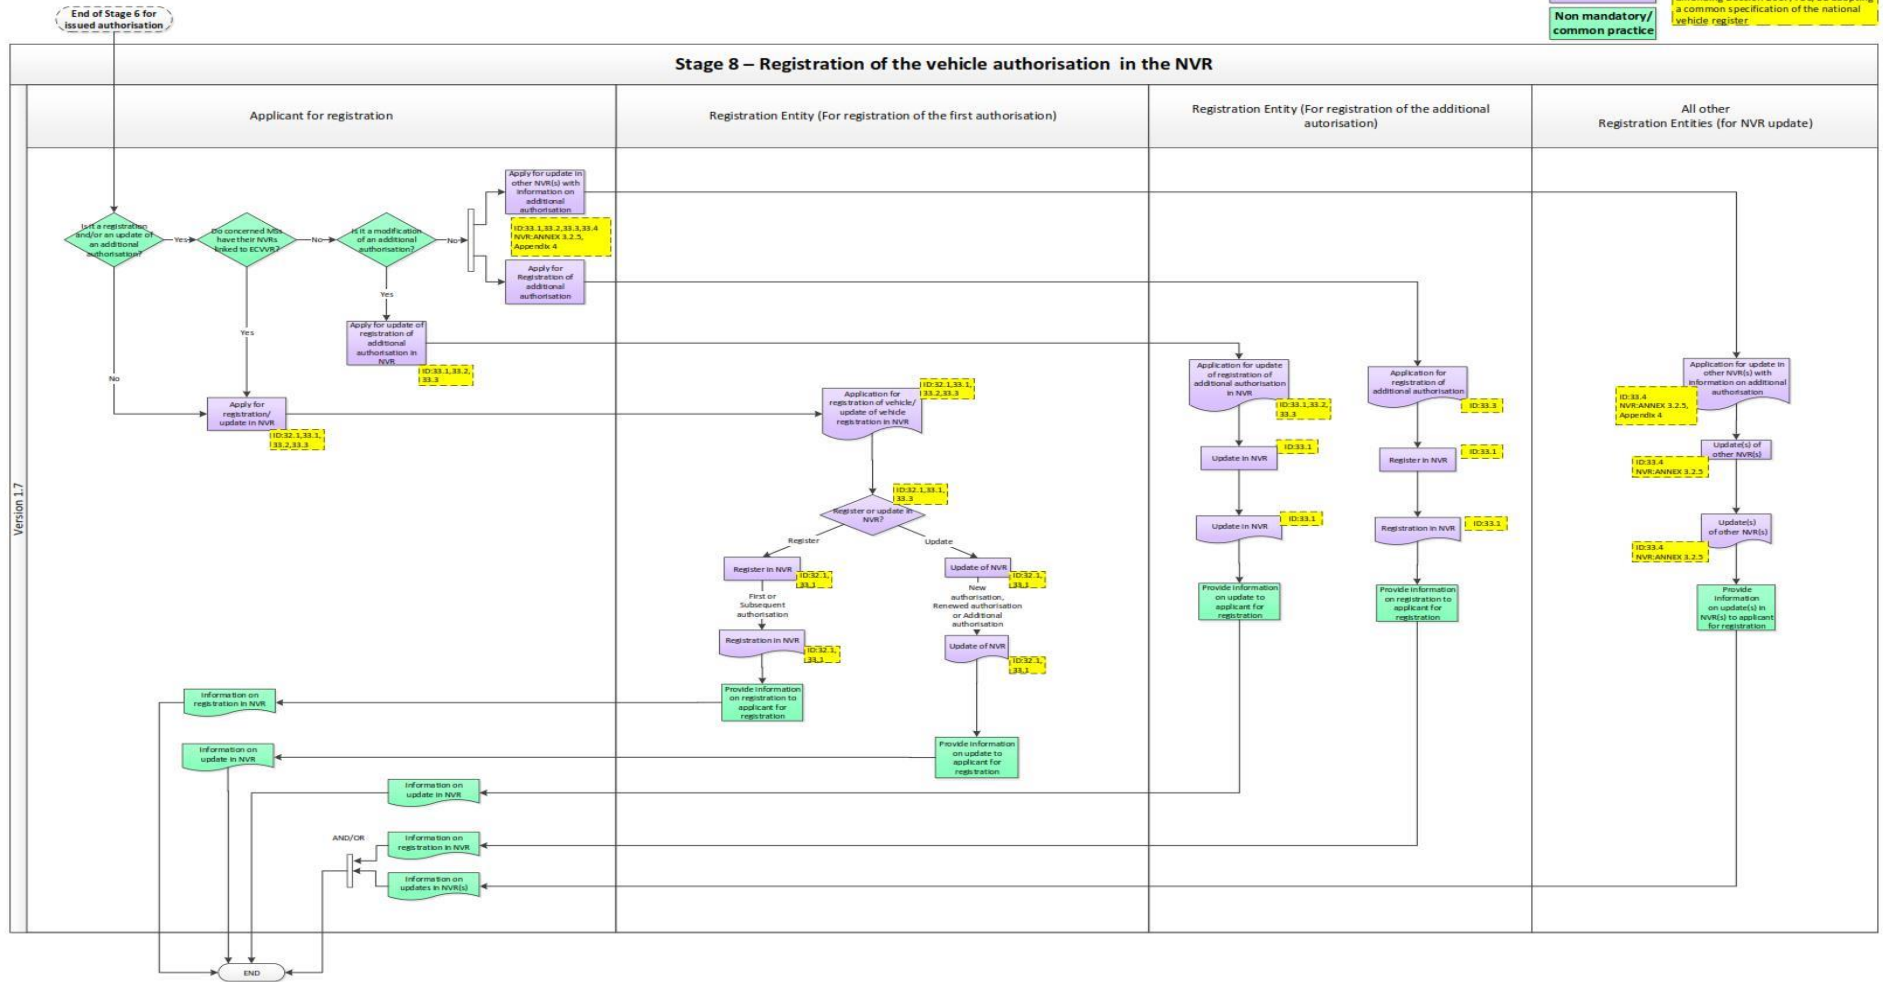 End of Stage 6 for
issued authorisation
Non mandatory/
common practice
a common specification of the national
vehicle register
Stage 8 – Registration of the vehicle authorisation in the NVR
Applicant for registration
Registration Entity (For registration of the first authorisation)
Registration Entity (For registration of the additional
autorisation)
All other
Registration Entities (for NVR update)
Version 1.7
Is it a registration
and/or an update of
an additional
authorisation?
Yes
Do concerned MSs
have their NVRs
linked to ECVVR?
No
Is it a modification
of an additional
authorisation?
No
Apply for update in
other NVR(s) with
information on
additional
authorisation
ID:33.1,33.2,33.3,33.4
NVR:ANNEX 3.2.5,
Appendix 4
Apply for
Registration of
additional
authorisation
Yes
Apply for update of
registration of
additional
authorisation in
NVR
ID:33.1,33.2,
33.3
Yes
No
Apply for
registration/
update in NVR
ID:32.1,33.1,
33.2,33.3
Application for
registration of vehicle/
update of vehicle
registration in NVR
ID:32.1,33.1,
33.2,33.3
Register or update in
NVR?
ID:32.1,33.1,
33.3
Register
Update
Register in NVR
ID:32.1,
33.1
First or
Subsequent
authorisation
Registration in NVR
ID:32.1,
33.1
Provide information
on registration to
applicant for
registration
Update of NVR
ID:32.1,
33.1
New
authorisation,
Renewed authorisation
or Additional
authorisation
Update of NVR
ID:32.1,
33.1
Provide information
on update to
applicant for
registration
Application for update
of registration of
additional authorisation
in NVR
ID:33.1,33.2,
33.3
Update in NVR
ID:33.1
Update in NVR
ID:33.1
Provide information
on update to
applicant for
registration
Application for
registration of
additional authorisation
ID:33.3
Register in NVR
ID:33.1
Registration in NVR
ID:33.1
Provide information
on registration to
applicant for
registration
Application for update in
other NVR(s) with
information on additional
authorisation
ID:33.4
NVR:ANNEX 3.2.5,
Appendix 4
Update(s) of
other NVR(s)
ID:33.4
NVR:ANNEX 3.2.5
Update(s)
of other NVR(s)
ID:33.4
NVR:ANNEX 3.2.5
Provide
information
on update(s) in
NVR(s) to applicant
for registration
Information on
registration in NVR
Information on
update in NVR
Information on
update in NVR
AND/OR
Information on
registration in NVR
Information on
updates in NVR(s)
END